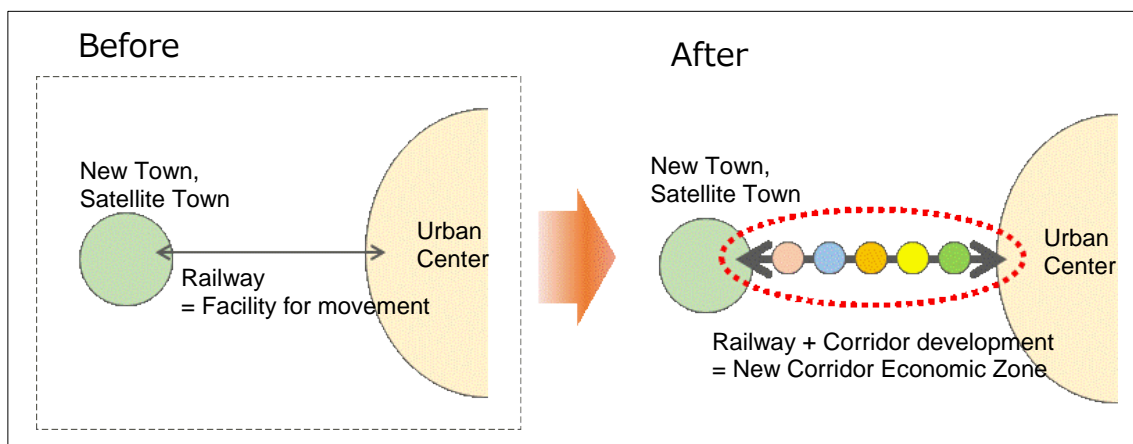 Before
New Town,
Satellite Town
Urban
Center
Railway
= Facility for movement
After
New Town,
Satellite Town
Urban
Center
Railway + Corridor development
= New Corridor Economic Zone